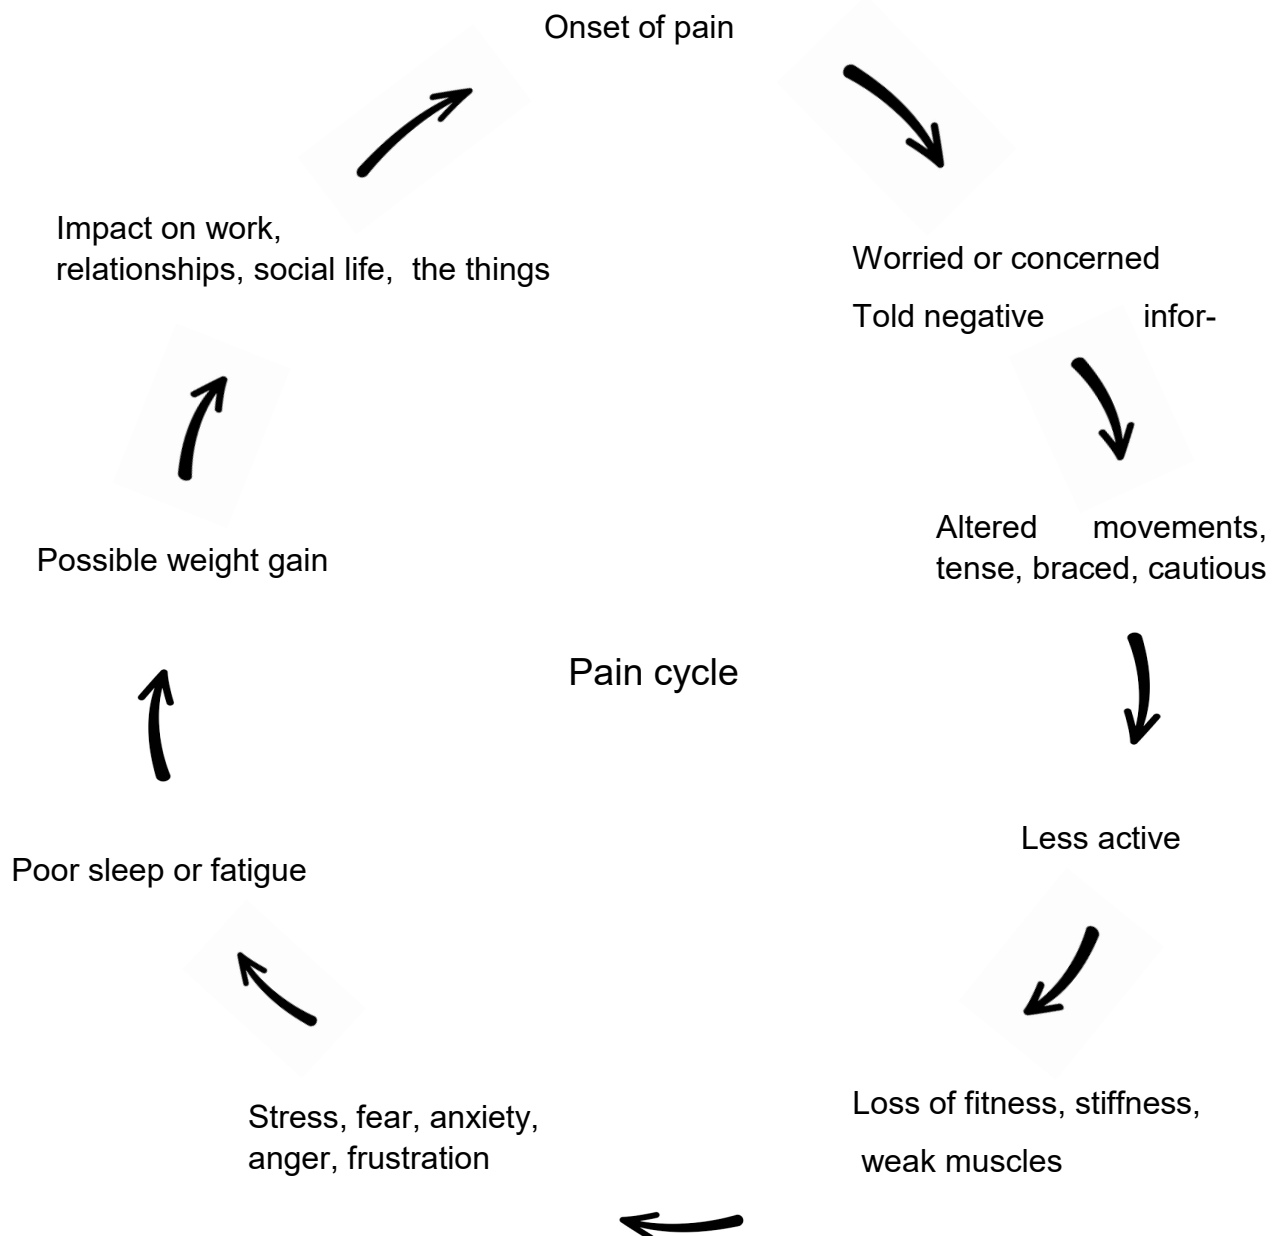 Onset of pain
Worried or concerned
Told negative infor-
Altered movements,
tense, braced, cautious
Less active
Loss of fitness, stiffness,
weak muscles
Stress, fear, anxiety,
anger, frustration
Poor sleep or fatigue
Possible weight gain
Impact on work,
relationships, social life, the things
Pain cycle